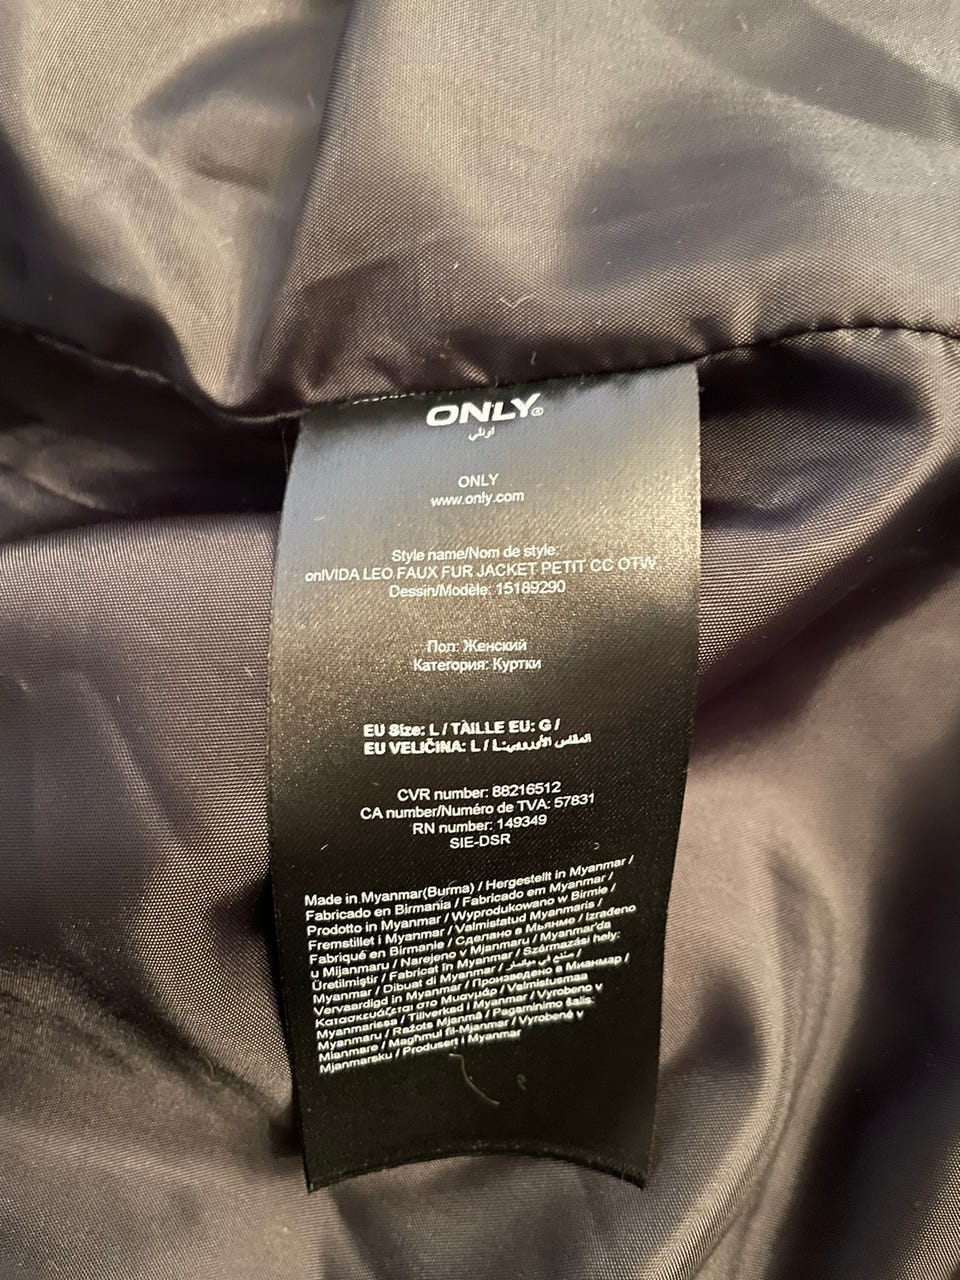 ONLY®
اونلي
ONLY
www.only.com
Style name/Nom de style:
onlVIDA LEO FAUX FUR JACKET PETIT CC OTW
Dessin/Modèle: 15189290
Пол: Женский
Категория: Куртки
EU Size: L / TAILLE EU: G /
EU VELIČINA: L / L:المقاس الأوروبي
CVR number: 88216512
CA number/Numéro de TVA: 57831
RN number: 149349
SIE-DSR
Made in Myanmar(Burma) / Hergestellt in Myanmar /
Fabricado en Birmania / Fabricado em Myanmar /
Prodotto in Myanmar / Wyprodukowano w Birmie /
Fremstillet i Myanmar / Valmistatud Myanmaris /
Fabriqué en Birmanie / Сделано в Мьянме / Izrađeno
u Mijanmaru / Narejeno v Mjanmaru / Myanmar'da
Üretilmiştir / Fabricat în Myanmar / Származási hely:
Myanmar / Dibuat di Myanmar / صنع في ميانمار /
Vervaardigd in Myanmar / Произведено в Мианмар /
Κατασκευάζεται στο Μιανμάρ / Valmistettu
Myanmarissa / Tillverkad i Myanmar / Vyrobeno v
Myanmaru / Ražots Mjanmā / Pagaminimo šalis:
Mianmare / Magħmul fil-Mjanmar / Vyrobené v
Mjanmarsku / Produsert i Myanmar